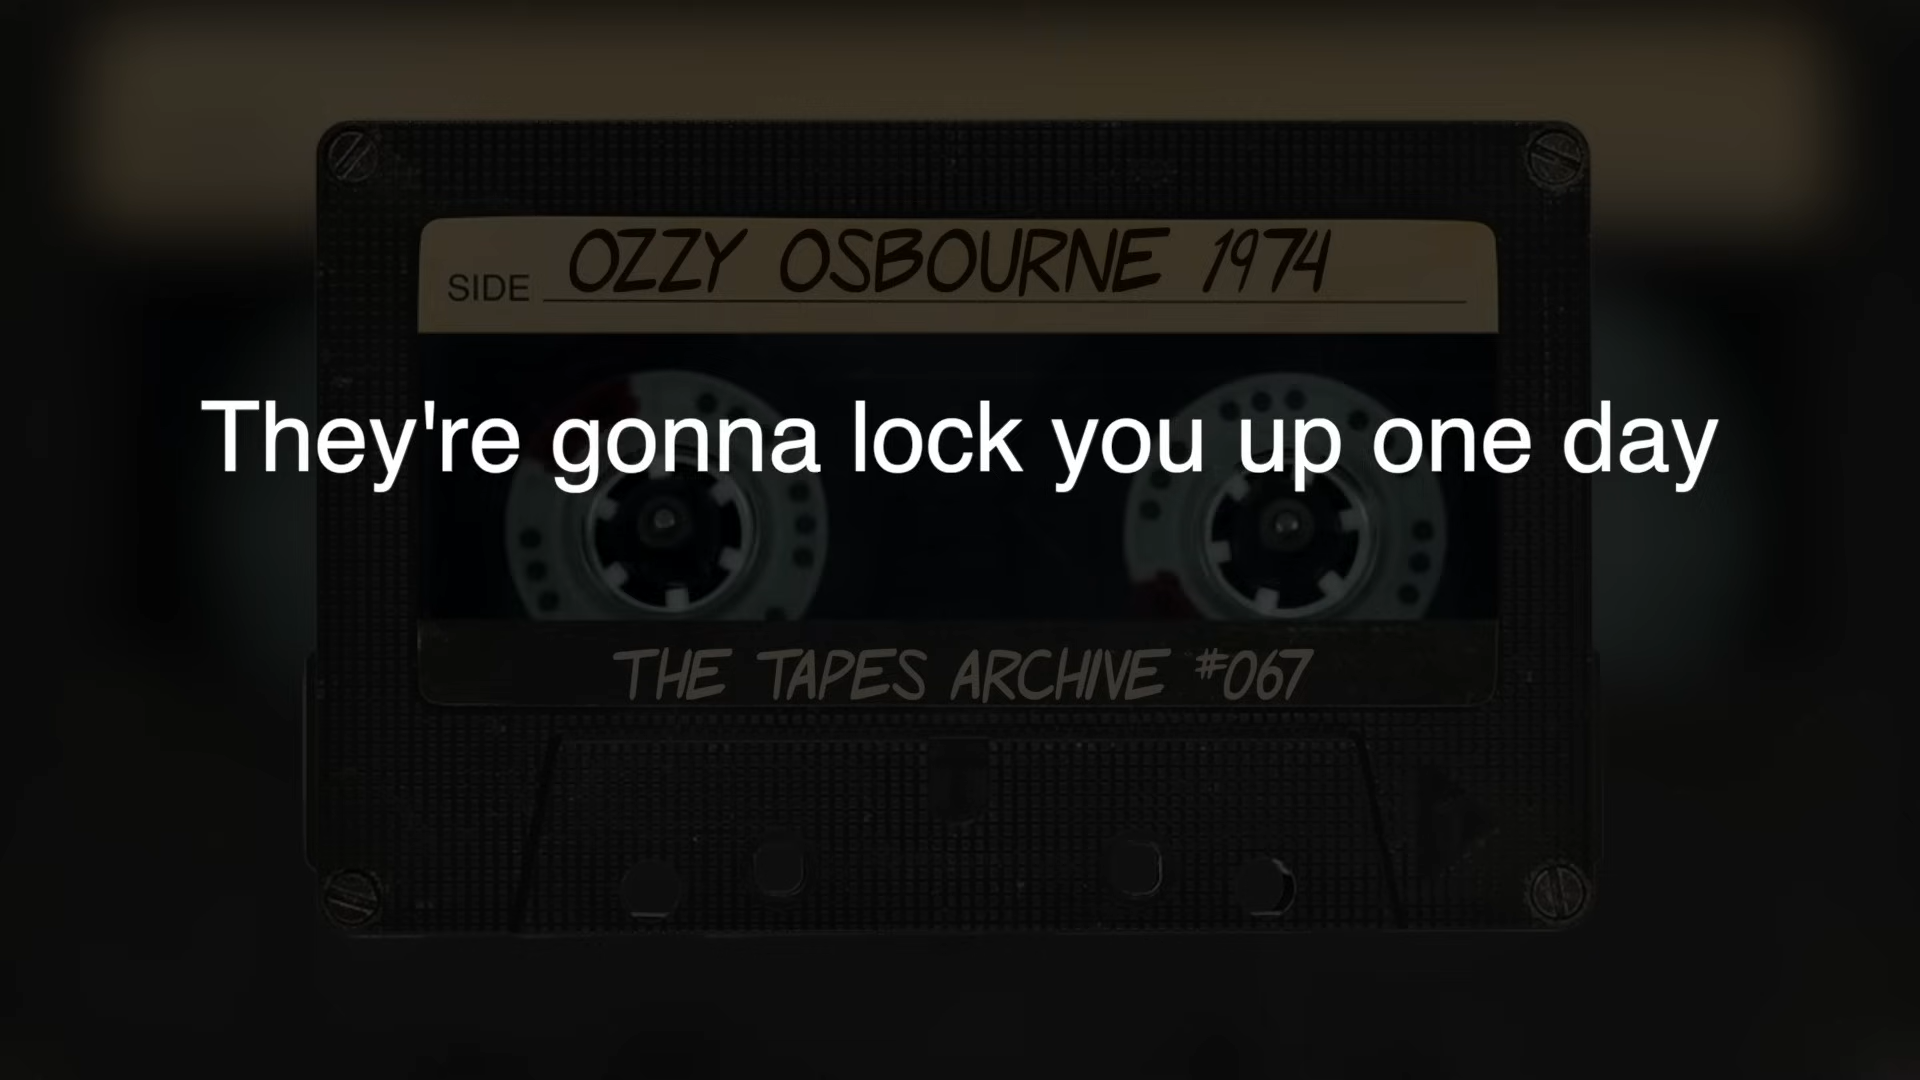 OZZY OSBOURNE 1974
SIDE
They're gonna lock you up one day
THE TAPES ARCHIVE #067